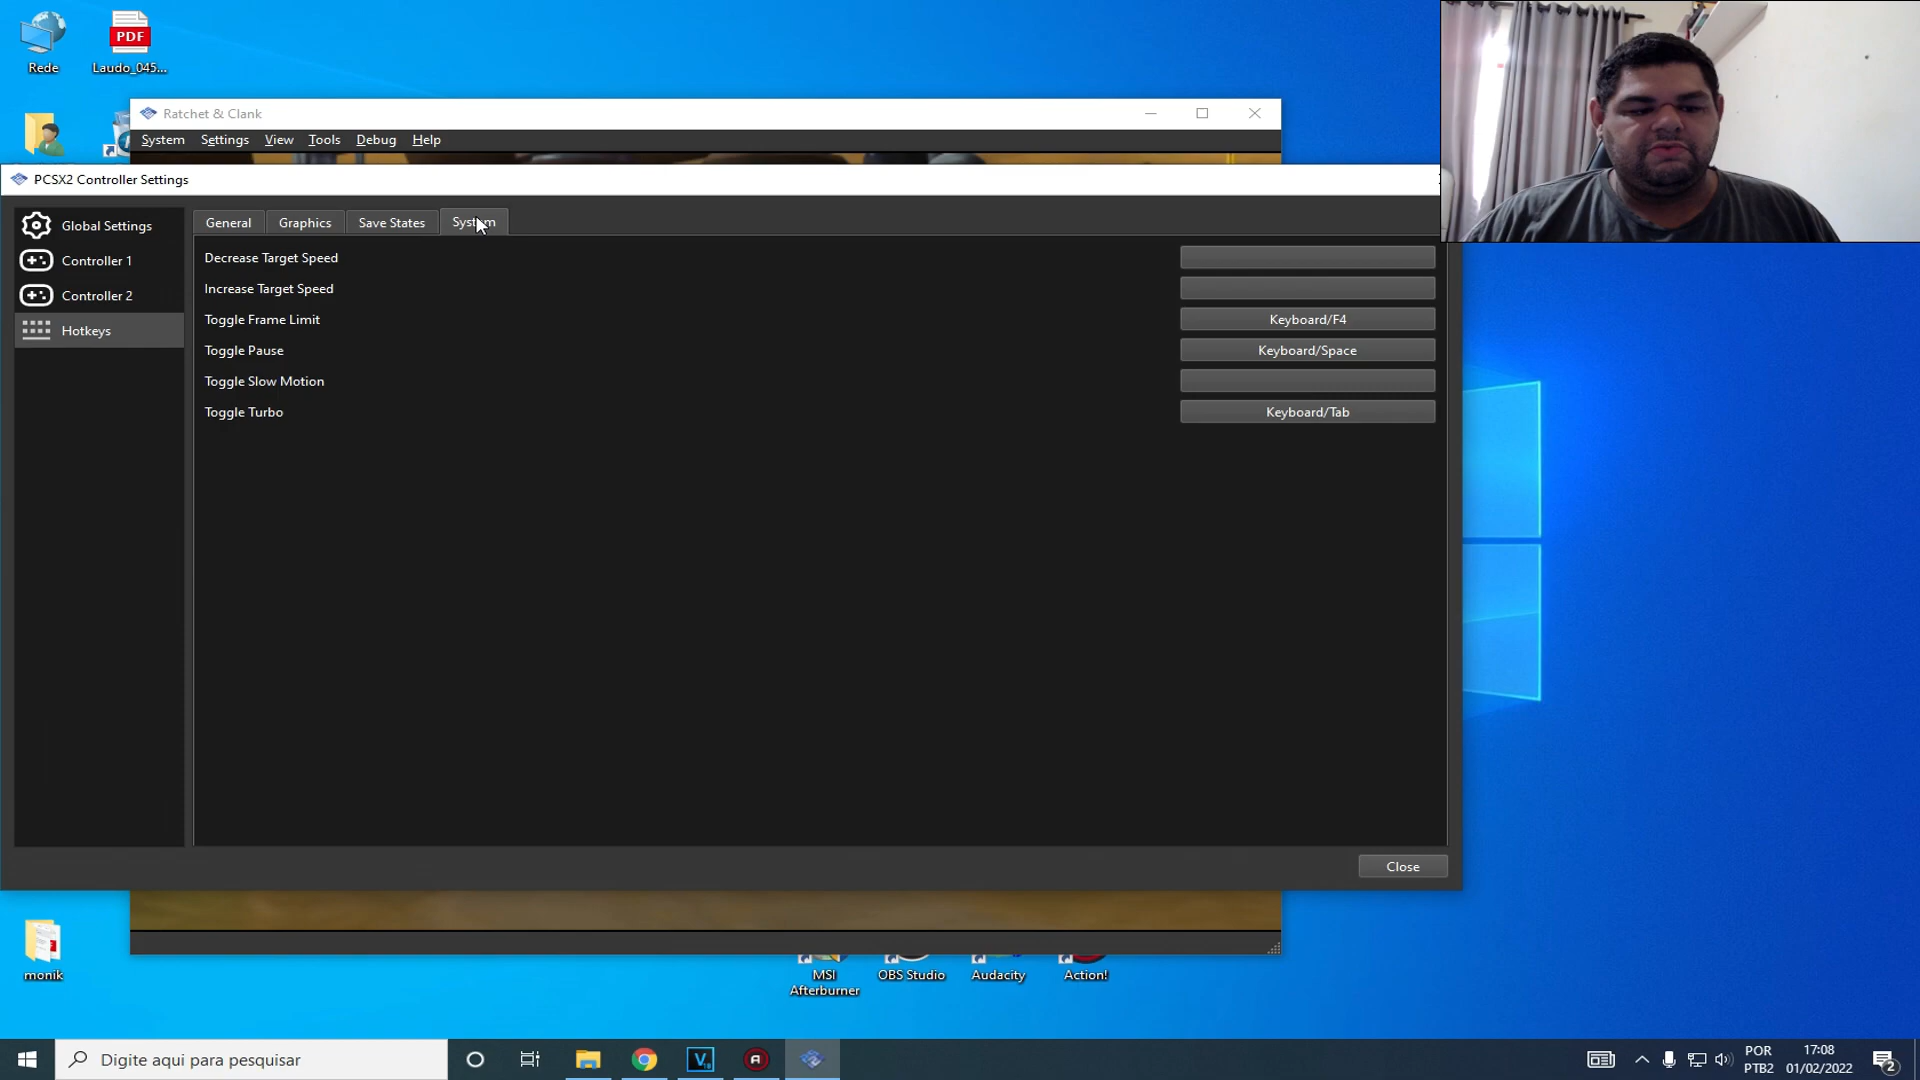 PDF
Rede
Laudo_045...
Ratchet & Clank
System Settings View Tools Debug Help
PCSX2 Controller Settings
Global Settings
Controller 1
Controller 2
Hotkeys
General Graphics Save States System
Decrease Target Speed
Increase Target Speed
Toggle Frame Limit Keyboard/F4
Toggle Pause Keyboard/Space
Toggle Slow Motion
Toggle Turbo Keyboard/Tab
Close
monik
MSI Afterburner
OBS Studio
Audacity
Action!
Digite aqui para pesquisar
POR
PTB2
17:08
01/02/2022
2